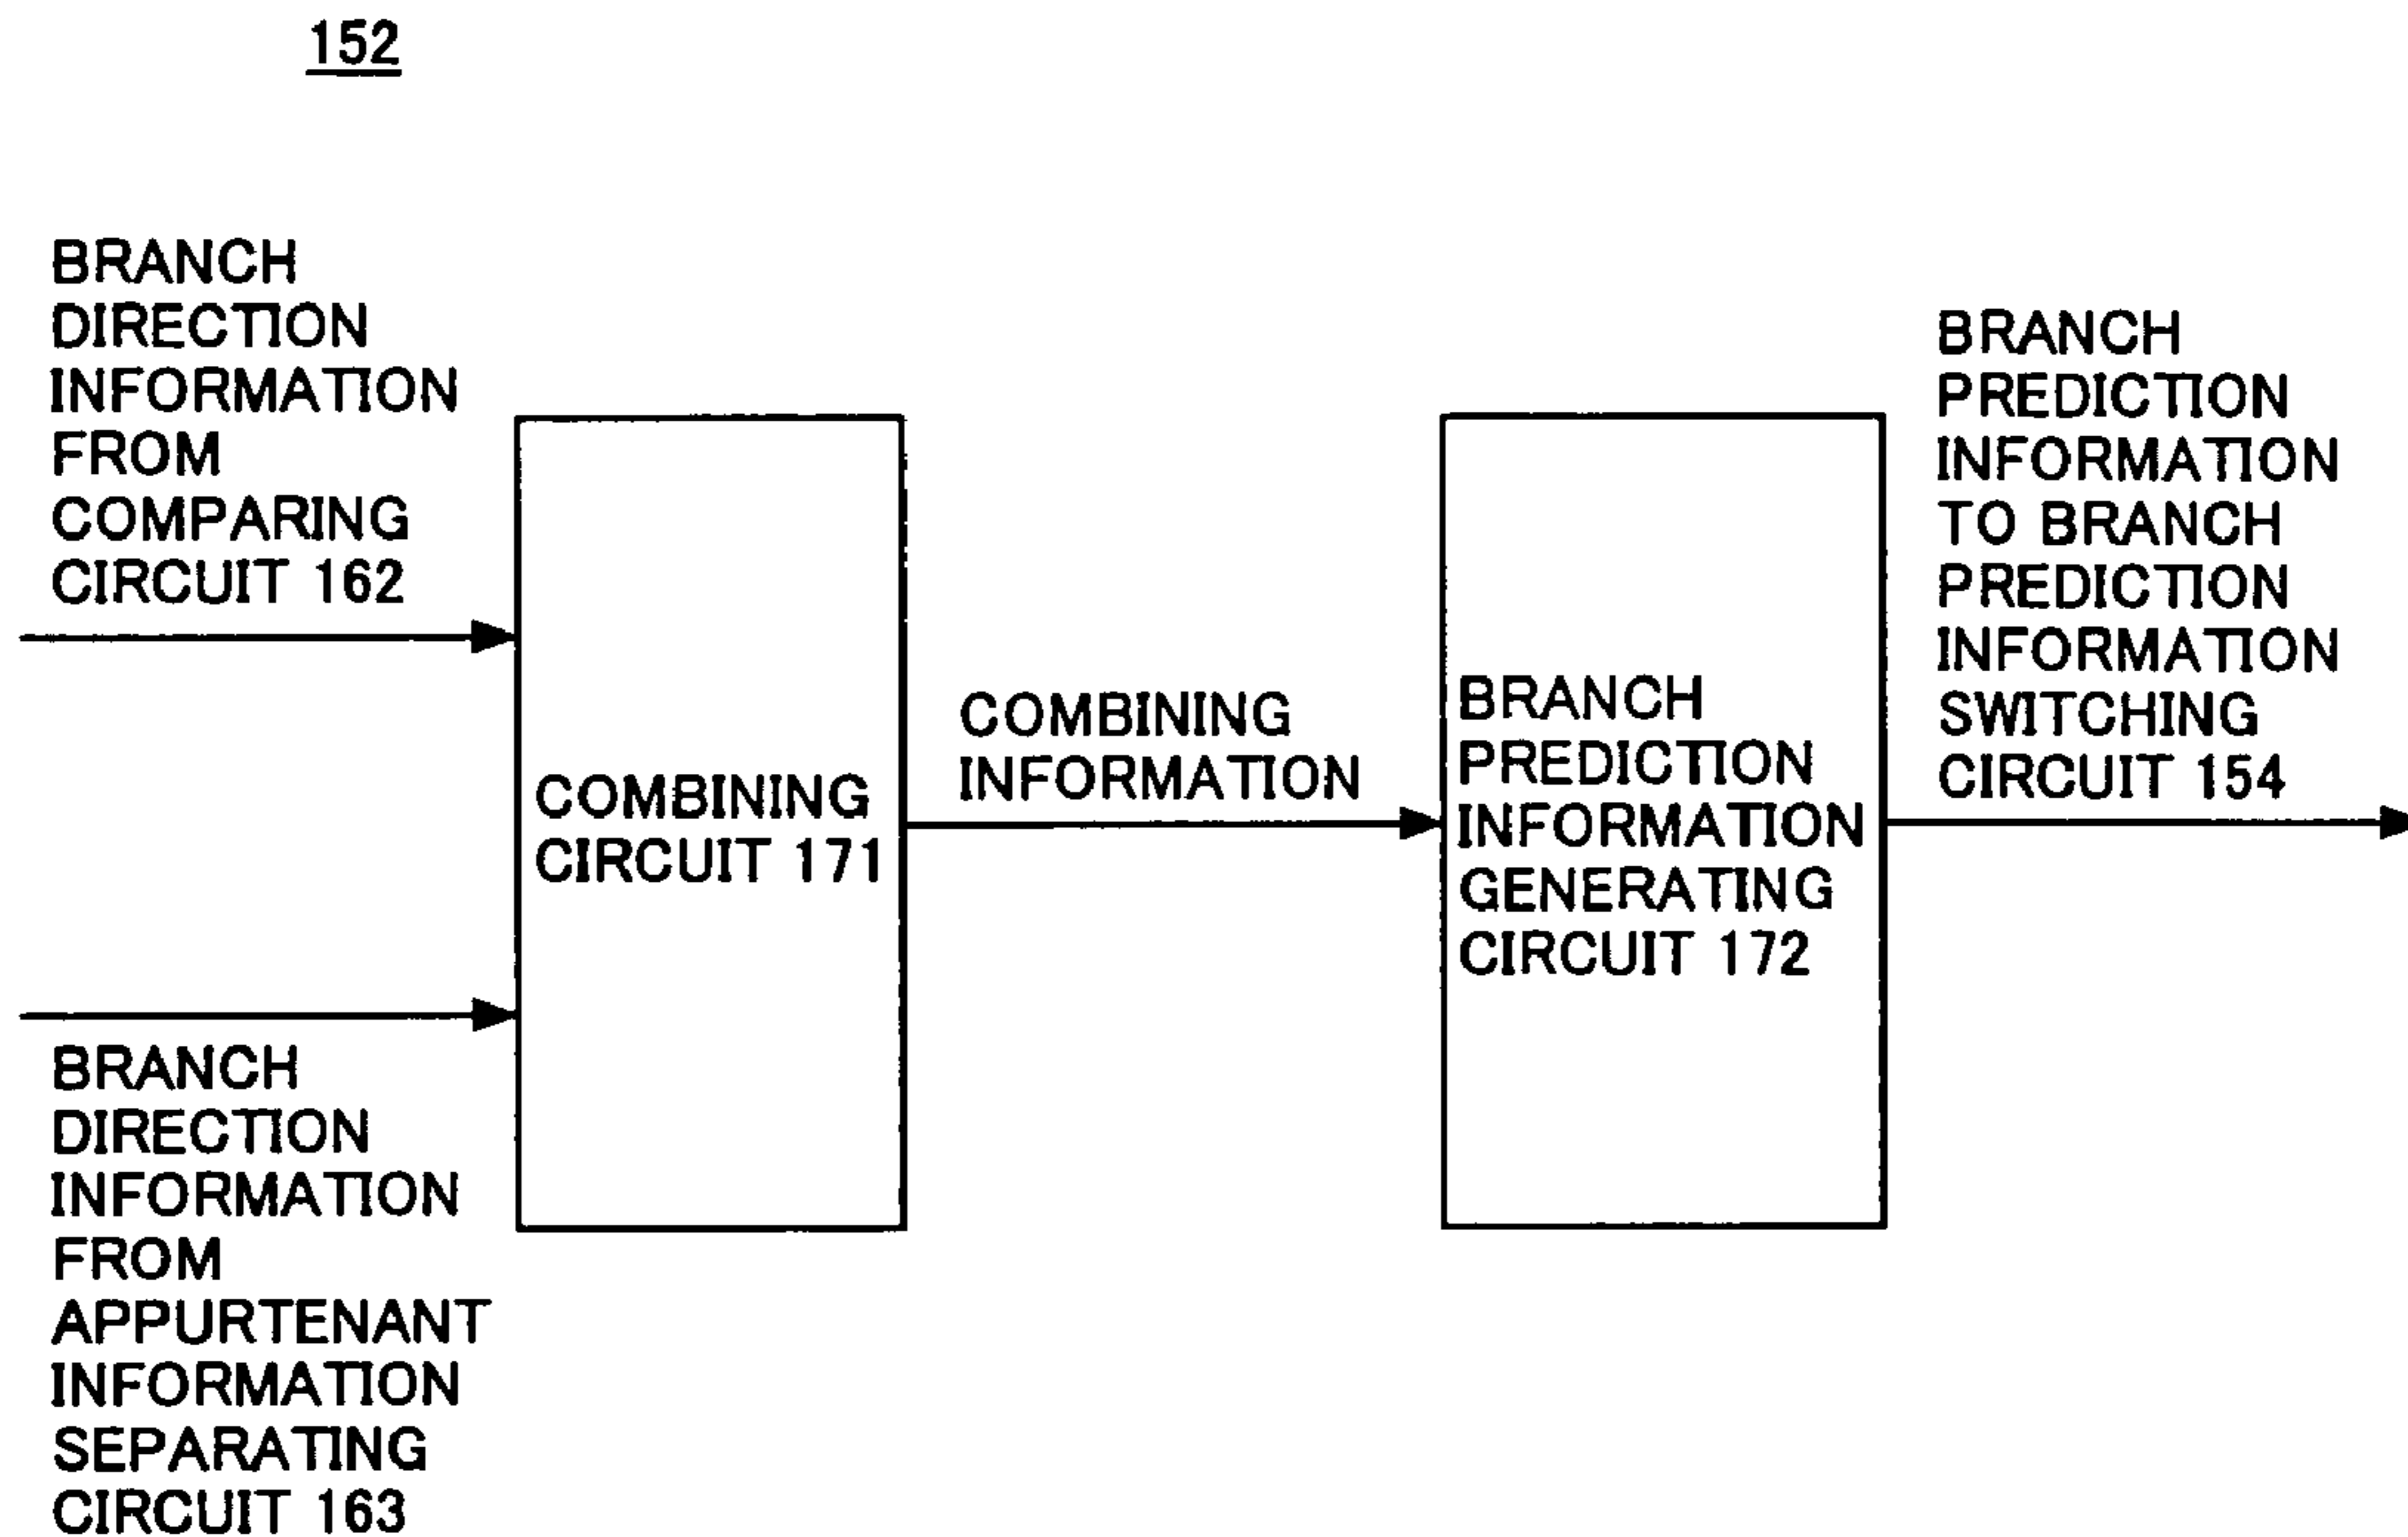 152
BRANCH
DIRECTION
INFORMATION
FROM
COMPARING
CIRCUIT 162
BRANCH
DIRECTION
INFORMATION
FROM
APPURTENANT
INFORMATION
SEPARATING
CIRCUIT 163
COMBINING
CIRCUIT 171
COMBINING
INFORMATION
BRANCH
PREDICTION
INFORMATION
GENERATING
CIRCUIT 172
BRANCH
PREDICTION
INFORMATION
TO BRANCH
PREDICTION
INFORMATION
SWITCHING
CIRCUIT 154